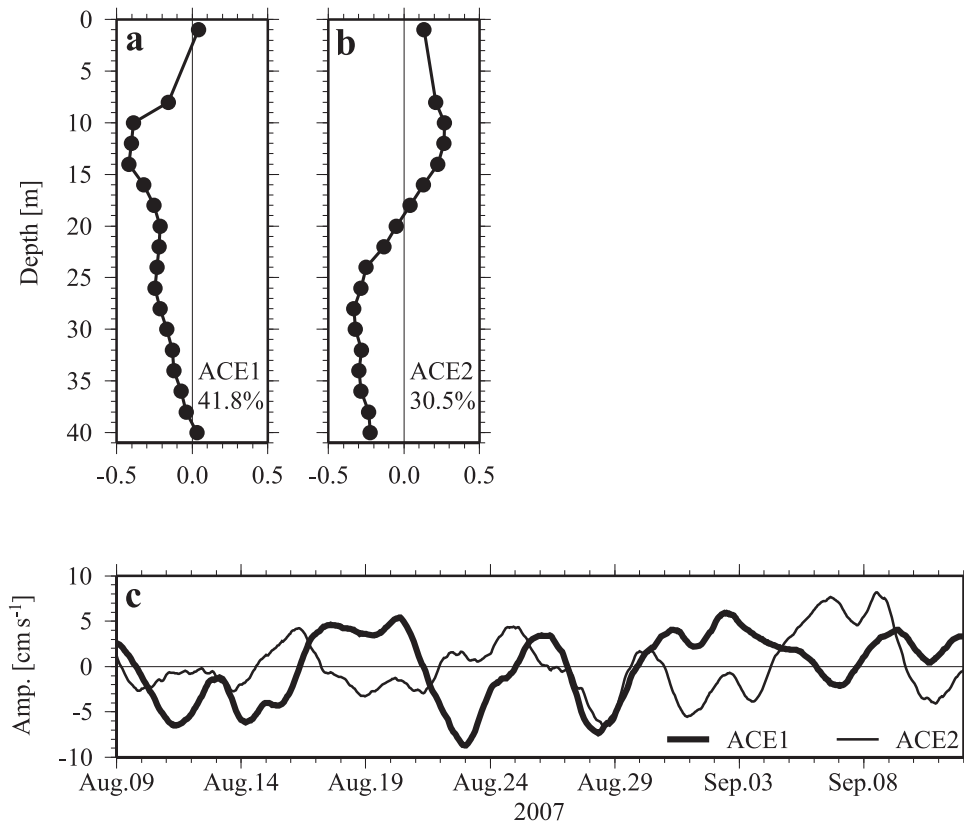 a
b
0
5
10
15
20
25
30
35
40
Depth [m]
ACE1
41.8%
ACE2
30.5%
-0.5 0.0 0.5
-0.5 0.0 0.5
c
10
5
0
-5
-10
Amp. [cm s-1]
ACE1 ACE2
Aug.09 Aug.14 Aug.19 Aug.24 Aug.29 Sep.03 Sep.08
2007